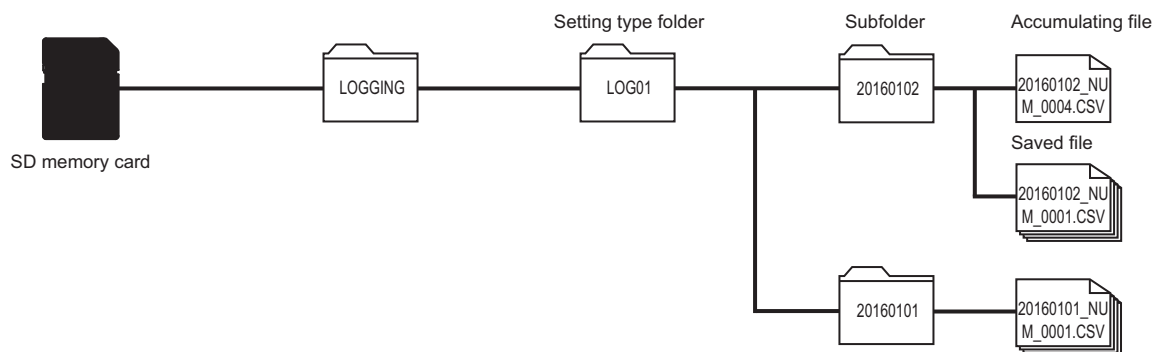 Setting type folder
Subfolder
Accumulating file
LOGGING
LOG01
20160102
20160102_NU
M_0004.CSV
SD memory card
Saved file
20160102_NU
M_0001.CSV
20160101
20160101_NU
M_0001.CSV